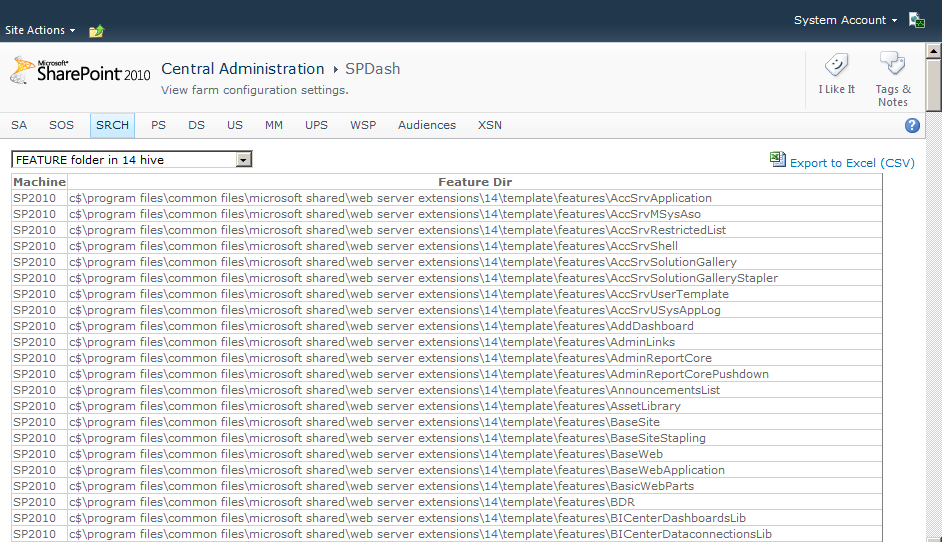 Site Actions
System Account
Microsoft®
SharePoint® 2010
Central Administration ▸ SPDash
View farm configuration settings.
I Like It
Tags & Notes
SA SOS SRCH PS DS US MM UPS WSP Audiences XSN
FEATURE folder in 14 hive
Export to Excel (CSV)
Machine Feature Dir
SP2010 c$\program files\common files\microsoft shared\web server extensions\14\template\features\AccSrvApplication
SP2010 c$\program files\common files\microsoft shared\web server extensions\14\template\features\AccSrvMSysAso
SP2010 c$\program files\common files\microsoft shared\web server extensions\14\template\features\AccSrvRestrictedList
SP2010 c$\program files\common files\microsoft shared\web server extensions\14\template\features\AccSrvShell
SP2010 c$\program files\common files\microsoft shared\web server extensions\14\template\features\AccSrvSolutionGallery
SP2010 c$\program files\common files\microsoft shared\web server extensions\14\template\features\AccSrvSolutionGalleryStapler
SP2010 c$\program files\common files\microsoft shared\web server extensions\14\template\features\AccSrvUserTemplate
SP2010 c$\program files\common files\microsoft shared\web server extensions\14\template\features\AccSrvUSysAppLog
SP2010 c$\program files\common files\microsoft shared\web server extensions\14\template\features\AddDashboard
SP2010 c$\program files\common files\microsoft shared\web server extensions\14\template\features\AdminLinks
SP2010 c$\program files\common files\microsoft shared\web server extensions\14\template\features\AdminReportCore
SP2010 c$\program files\common files\microsoft shared\web server extensions\14\template\features\AdminReportCorePushdown
SP2010 c$\program files\common files\microsoft shared\web server extensions\14\template\features\AnnouncementsList
SP2010 c$\program files\common files\microsoft shared\web server extensions\14\template\features\AssetLibrary
SP2010 c$\program files\common files\microsoft shared\web server extensions\14\template\features\BaseSite
SP2010 c$\program files\common files\microsoft shared\web server extensions\14\template\features\BaseSiteStapling
SP2010 c$\program files\common files\microsoft shared\web server extensions\14\template\features\BaseWeb
SP2010 c$\program files\common files\microsoft shared\web server extensions\14\template\features\BaseWebApplication
SP2010 c$\program files\common files\microsoft shared\web server extensions\14\template\features\BasicWebParts
SP2010 c$\program files\common files\microsoft shared\web server extensions\14\template\features\BDR
SP2010 c$\program files\common files\microsoft shared\web server extensions\14\template\features\BICenterDashboardsLib
SP2010 c$\program files\common files\microsoft shared\web server extensions\14\template\features\BICenterDataconnectionsLib